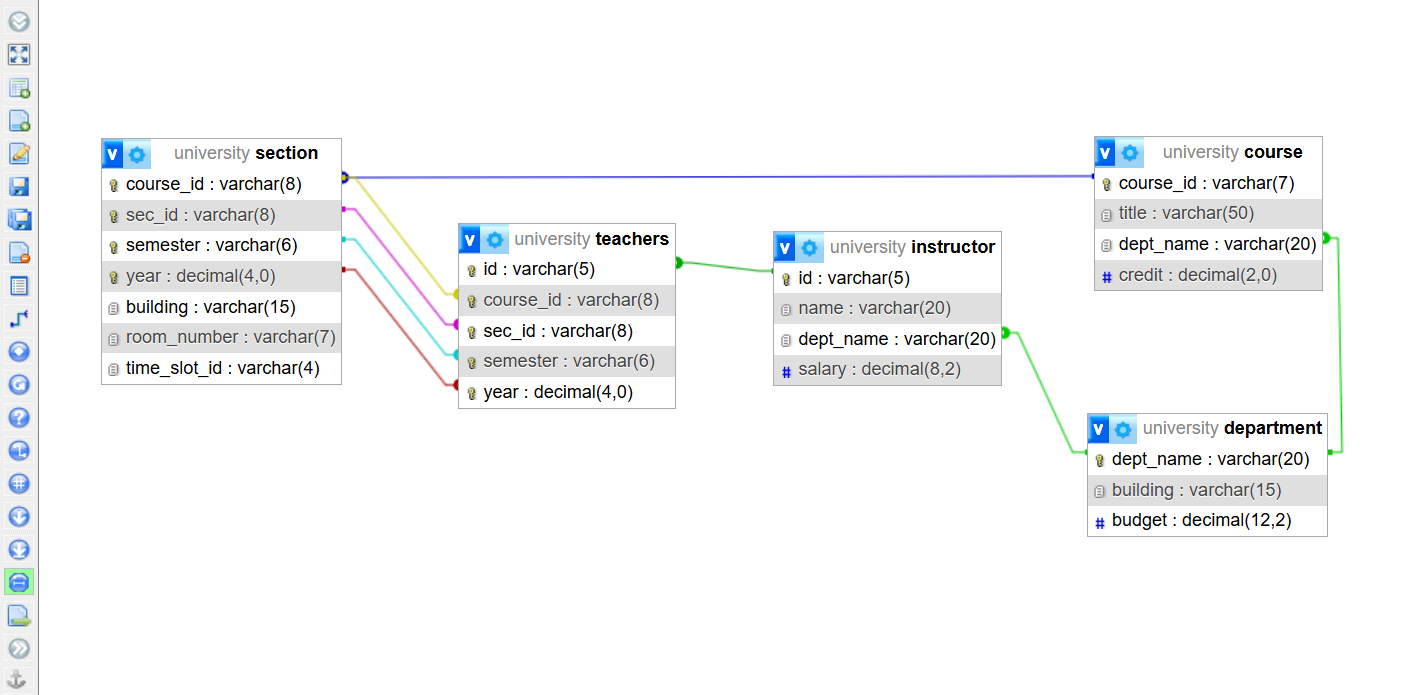 V university section
course_id : varchar(8)
sec_id : varchar(8)
semester : varchar(6)
year : decimal(4,0)
building : varchar(15)
room_number : varchar(7)
time_slot_id : varchar(4)
V university teachers
id : varchar(5)
course_id : varchar(8)
sec_id : varchar(8)
semester : varchar(6)
year : decimal(4,0)
V university instructor
id : varchar(5)
name : varchar(20)
dept_name : varchar(20)
# salary : decimal(8,2)
V university course
course_id : varchar(7)
title : varchar(50)
dept_name : varchar(20)
# credit : decimal(2,0)
V university department
dept_name : varchar(20)
building : varchar(15)
# budget : decimal(12,2)